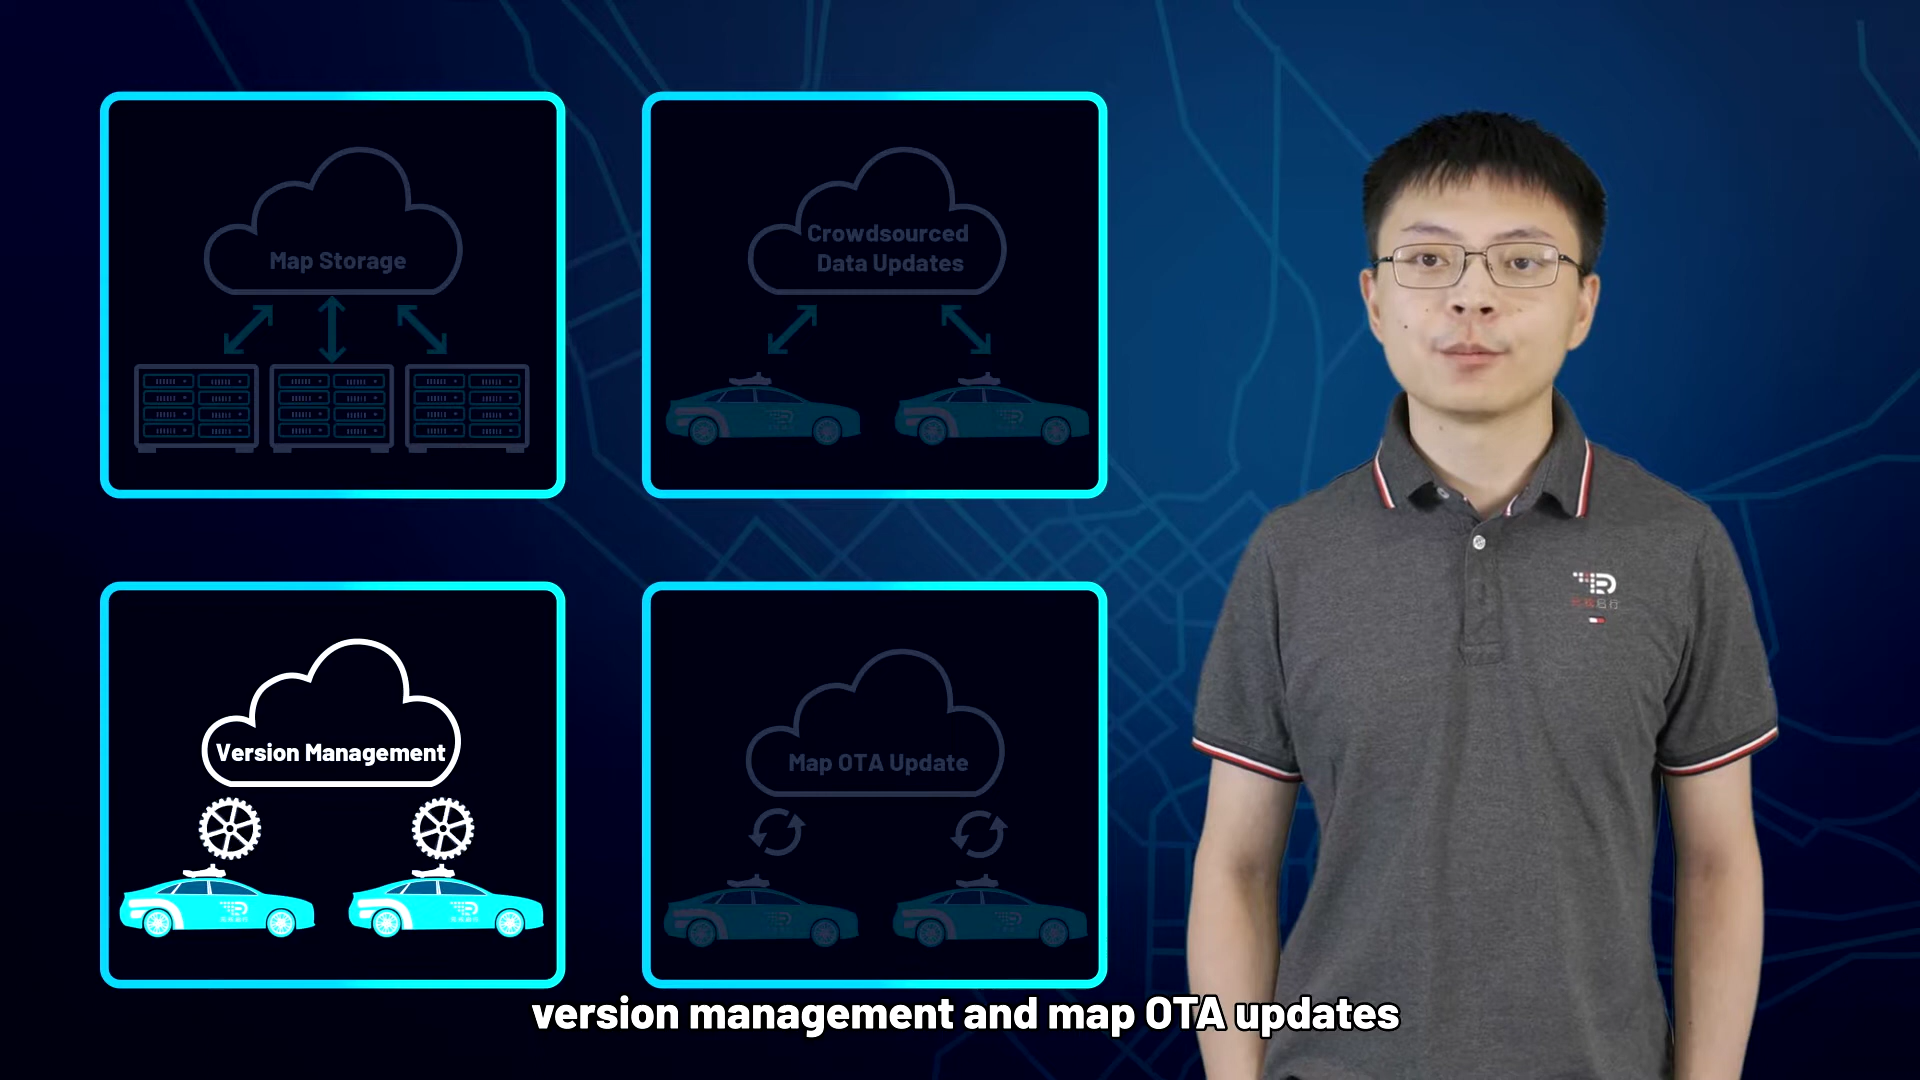 Map Storage
Crowdsourced
Data Updates
Version Management
Map OTA Update
version management and map OTA updates